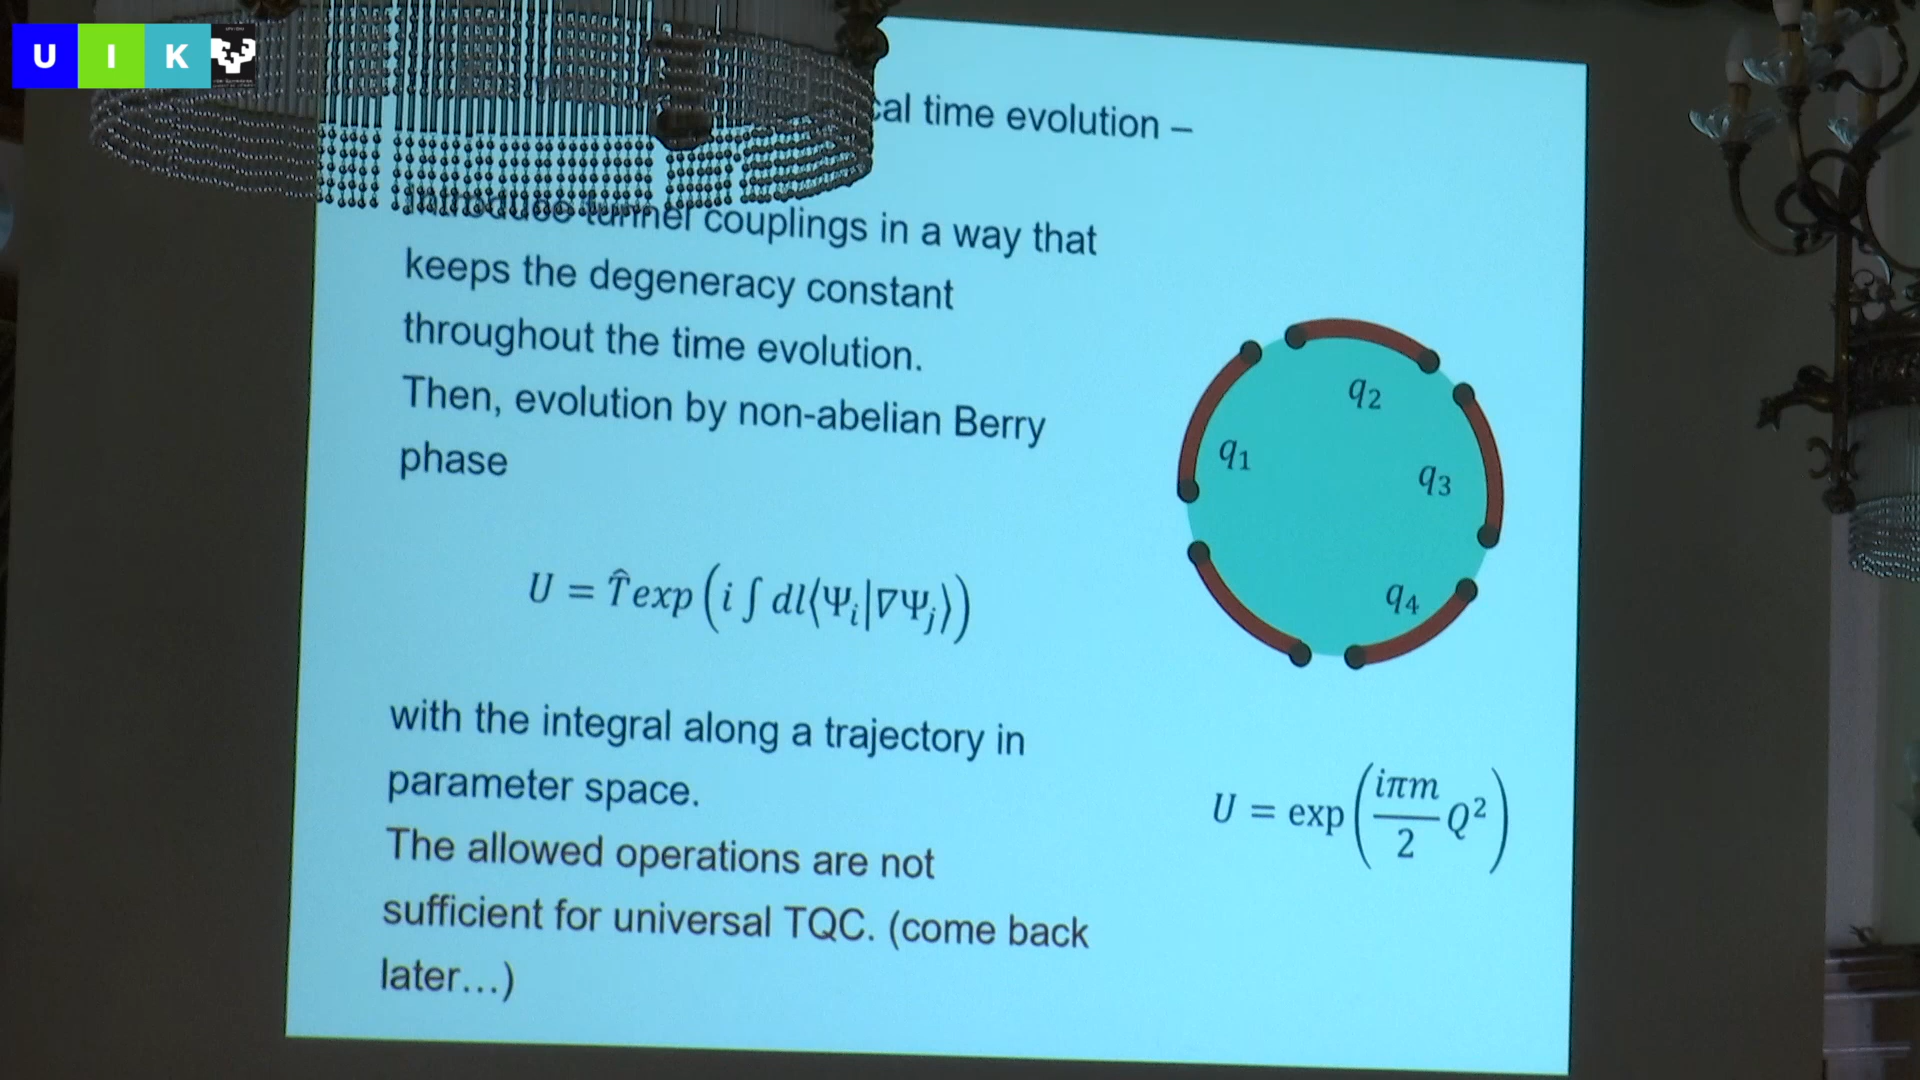 U I K
time evolution –
Introduce tunnel couplings in a way that
keeps the degeneracy constant
throughout the time evolution.
Then, evolution by non-abelian Berry
phase
U = T̂exp(i ∫ dl⟨Ψᵢ|∇Ψⱼ⟩)
with the integral along a trajectory in
parameter space.
The allowed operations are not
sufficient for universal TQC. (come back
later...)
q₂
q₁
q₃
q₄
U = exp(iπm/2 Q²)